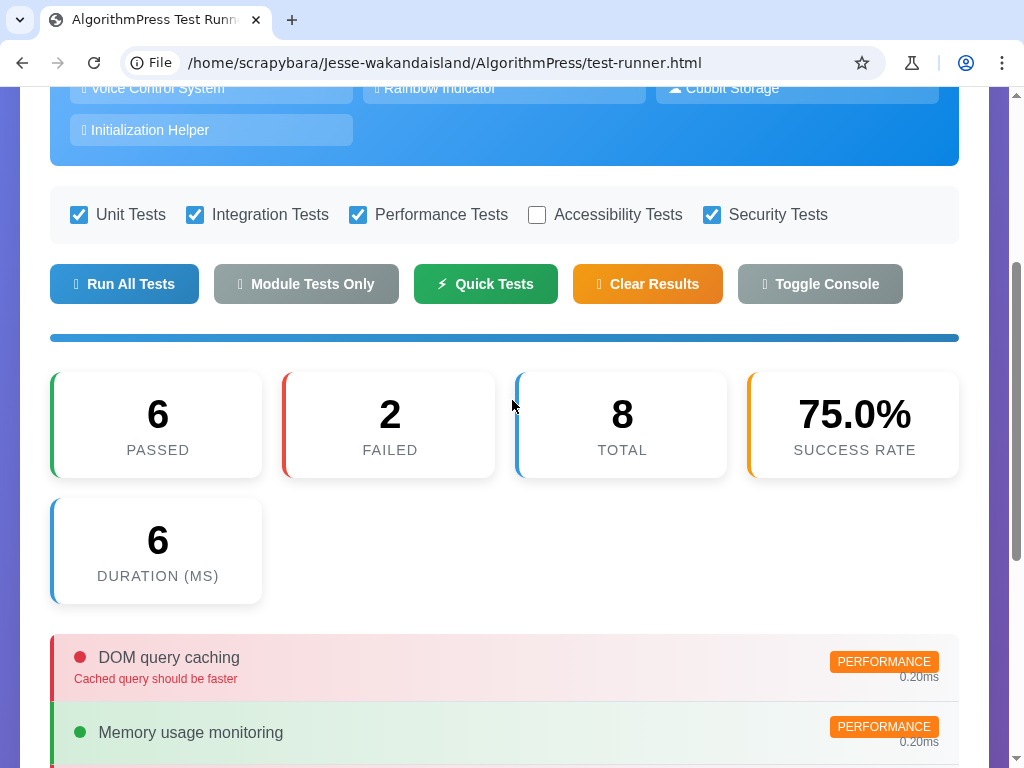 AlgorithmPress Test Runn
File /home/scrapybara/Jesse-wakandaisland/AlgorithmPress/test-runner.html
Voice Control System Rainbow Indicator ☁ Cubbit Storage
Initialization Helper
Unit Tests Integration Tests Performance Tests Accessibility Tests Security Tests
Run All Tests Module Tests Only ⚡ Quick Tests Clear Results Toggle Console
6 2 8 75.0%
PASSED FAILED TOTAL SUCCESS RATE
6
DURATION (MS)
DOM query caching PERFORMANCE
Cached query should be faster 0.20ms
Memory usage monitoring PERFORMANCE
0.20ms